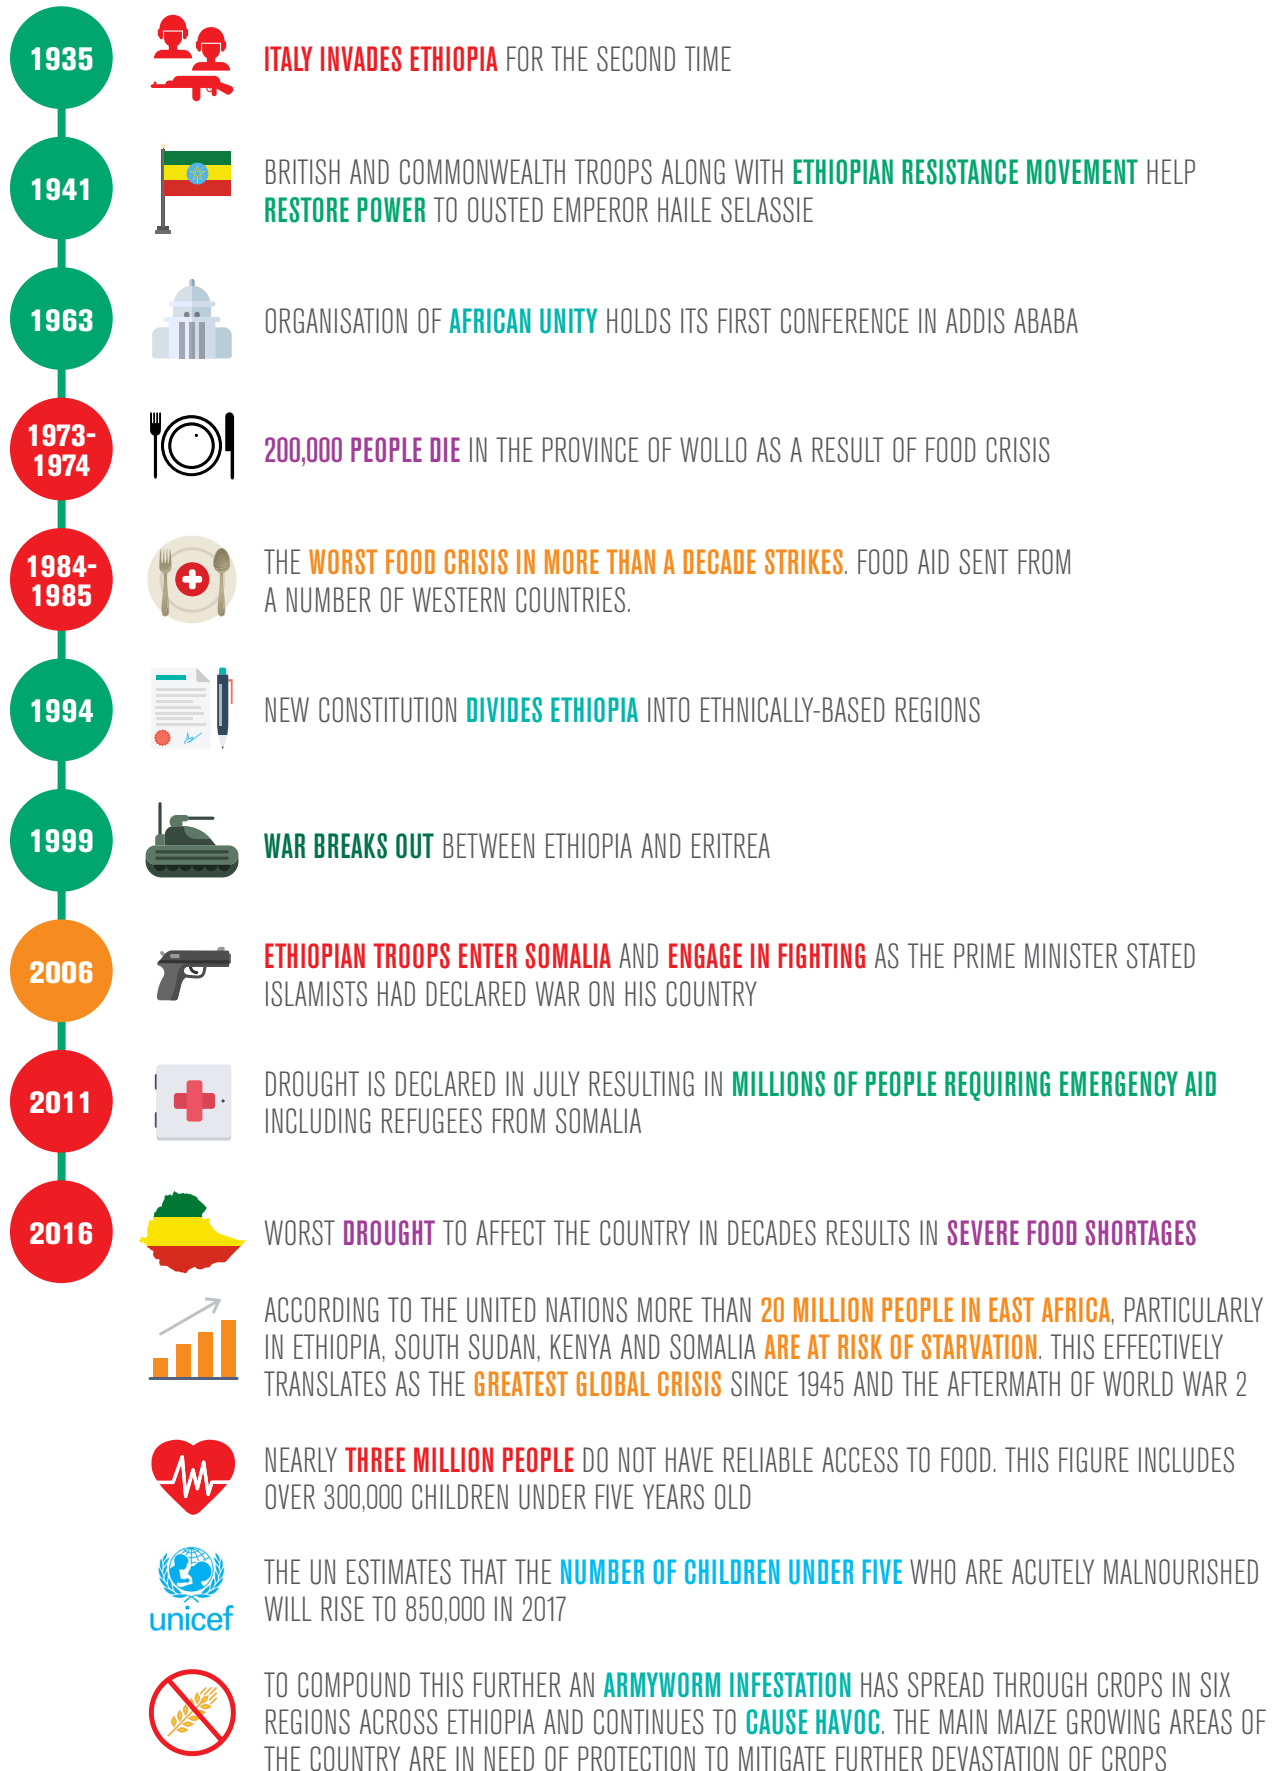 1935
ITALY INVADES ETHIOPIA FOR THE SECOND TIME
1941
BRITISH AND COMMONWEALTH TROOPS ALONG WITH ETHIOPIAN RESISTANCE MOVEMENT HELP
RESTORE POWER TO OUSTED EMPEROR HAILE SELASSIE
1963
ORGANISATION OF AFRICAN UNITY HOLDS ITS FIRST CONFERENCE IN ADDIS ABABA
1973-
1974
200,000 PEOPLE DIE IN THE PROVINCE OF WOLLO AS A RESULT OF FOOD CRISIS
1984-
1985
THE WORST FOOD CRISIS IN MORE THAN A DECADE STRIKES. FOOD AID SENT FROM
A NUMBER OF WESTERN COUNTRIES.
1994
NEW CONSTITUTION DIVIDES ETHIOPIA INTO ETHNICALLY-BASED REGIONS
1999
WAR BREAKS OUT BETWEEN ETHIOPIA AND ERITREA
2006
ETHIOPIAN TROOPS ENTER SOMALIA AND ENGAGE IN FIGHTING AS THE PRIME MINISTER STATED
ISLAMISTS HAD DECLARED WAR ON HIS COUNTRY
2011
DROUGHT IS DECLARED IN JULY RESULTING IN MILLIONS OF PEOPLE REQUIRING EMERGENCY AID
INCLUDING REFUGEES FROM SOMALIA
2016
WORST DROUGHT TO AFFECT THE COUNTRY IN DECADES RESULTS IN SEVERE FOOD SHORTAGES
ACCORDING TO THE UNITED NATIONS MORE THAN 20 MILLION PEOPLE IN EAST AFRICA, PARTICULARLY
IN ETHIOPIA, SOUTH SUDAN, KENYA AND SOMALIA ARE AT RISK OF STARVATION. THIS EFFECTIVELY
TRANSLATES AS THE GREATEST GLOBAL CRISIS SINCE 1945 AND THE AFTERMATH OF WORLD WAR 2
NEARLY THREE MILLION PEOPLE DO NOT HAVE RELIABLE ACCESS TO FOOD. THIS FIGURE INCLUDES
OVER 300,000 CHILDREN UNDER FIVE YEARS OLD
unicef
THE UN ESTIMATES THAT THE NUMBER OF CHILDREN UNDER FIVE WHO ARE ACUTELY MALNOURISHED
WILL RISE TO 850,000 IN 2017
TO COMPOUND THIS FURTHER AN ARMYWORM INFESTATION HAS SPREAD THROUGH CROPS IN SIX
REGIONS ACROSS ETHIOPIA AND CONTINUES TO CAUSE HAVOC. THE MAIN MAIZE GROWING AREAS OF
THE COUNTRY ARE IN NEED OF PROTECTION TO MITIGATE FURTHER DEVASTATION OF CROPS